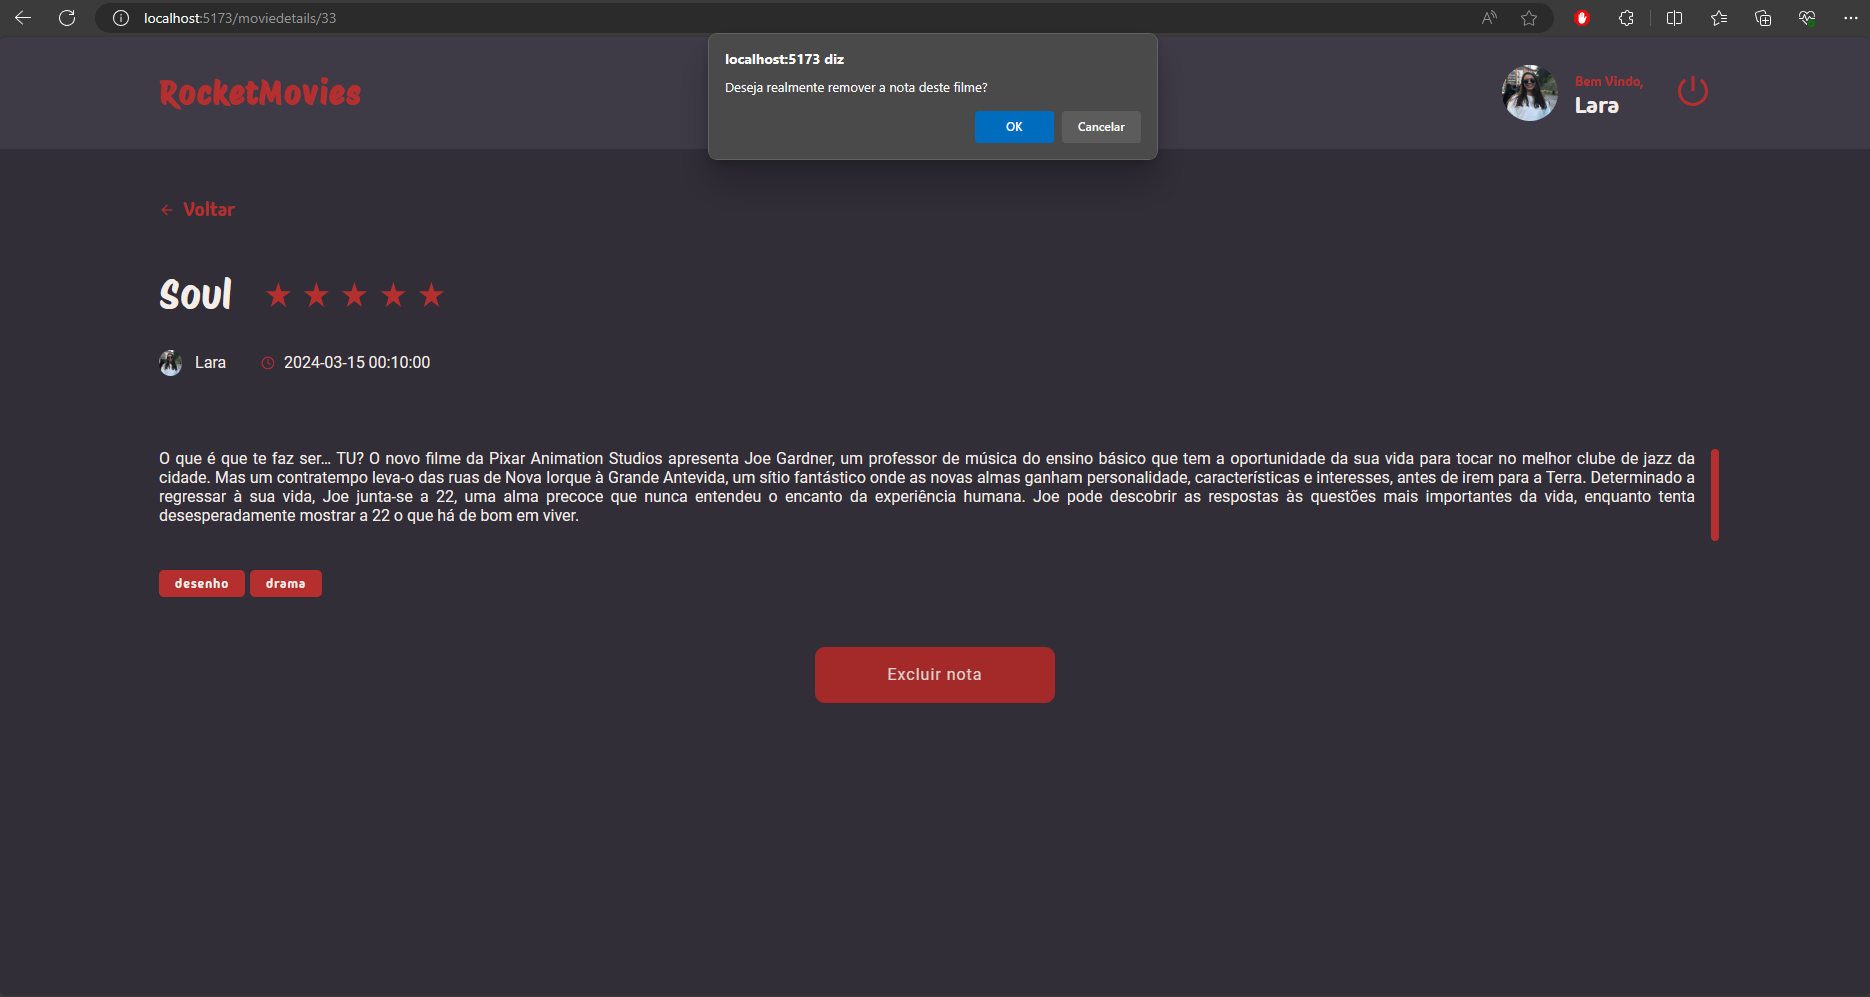 localhost:5173/moviedetails/33
localhost:5173 diz
Deseja realmente remover a nota deste filme?
OK
Cancelar
RocketMovies
Bem Vindo,
Lara
Voltar
Soul
Lara
2024-03-15 00:10:00
O que é que te faz ser… TU? O novo filme da Pixar Animation Studios apresenta Joe Gardner, um professor de música do ensino básico que tem a oportunidade da sua vida para tocar no melhor clube de jazz da
cidade. Mas um contratempo leva-o das ruas de Nova Iorque à Grande Antevida, um sítio fantástico onde as novas almas ganham personalidade, características e interesses, antes de irem para a Terra. Determinado a
regressar à sua vida, Joe junta-se a 22, uma alma precoce que nunca entendeu o encanto da experiência humana. Joe pode descobrir as respostas às questões mais importantes da vida, enquanto tenta
desesperadamente mostrar a 22 o que há de bom em viver.
desenho
drama
Excluir nota